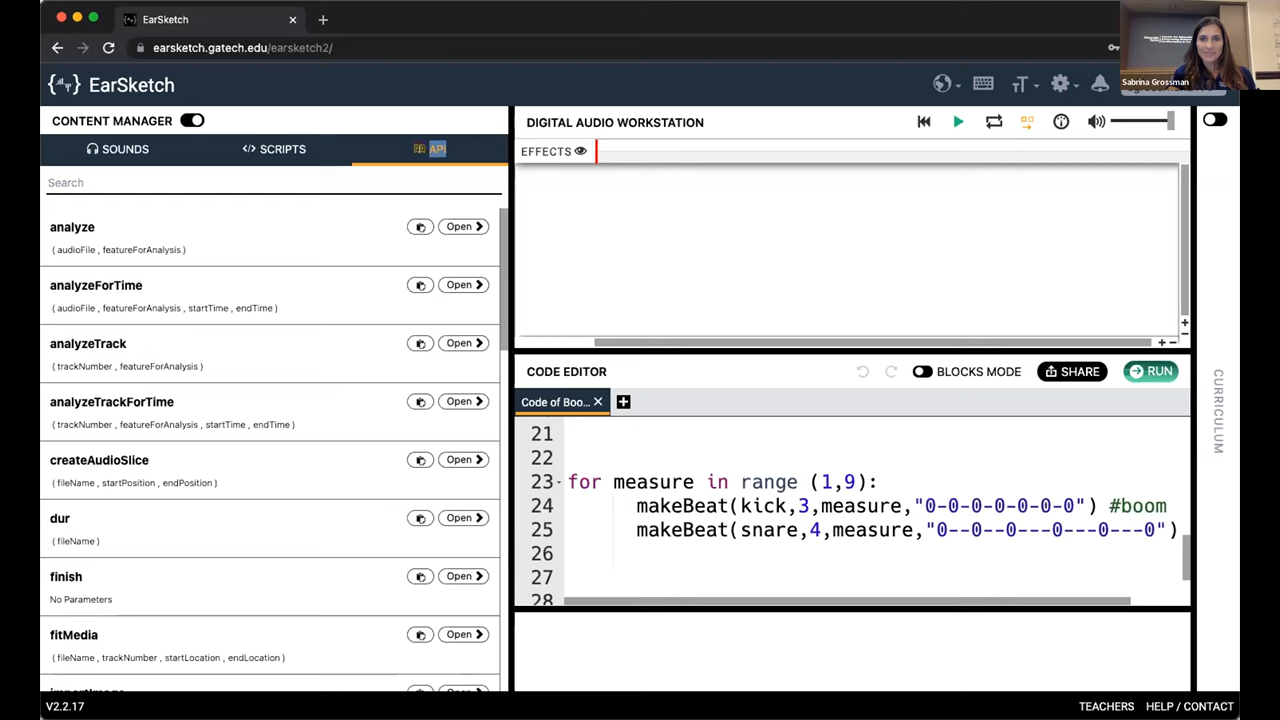 EarSketch
earsketch.gatech.edu/earsketch2/
Sabrina Grossman
{ } EarSketch
CONTENT MANAGER
SOUNDS
</> SCRIPTS
API
Search
analyze
Open
( audioFile , featureForAnalysis )
analyzeForTime
Open
( audioFile , featureForAnalysis , startTime , endTime )
analyzeTrack
Open
( trackNumber , featureForAnalysis )
analyzeTrackForTime
Open
( trackNumber , featureForAnalysis , startTime , endTime )
createAudioSlice
Open
( fileName , startPosition , endPosition )
dur
Open
( fileName )
finish
Open
No Parameters
fitMedia
Open
( fileName , trackNumber , startLocation , endLocation )
Open
DIGITAL AUDIO WORKSTATION
EFFECTS
CODE EDITOR
BLOCKS MODE
SHARE
RUN
Code of Boo...
21
22
23 for measure in range (1,9):
24 makeBeat(kick,3,measure,"0-0-0-0-0-0-0") #boom
25 makeBeat(snare,4,measure,"0--0--0---0---0---0")
26
27
28
CURRICULUM
V2.2.17
TEACHERS
HELP / CONTACT